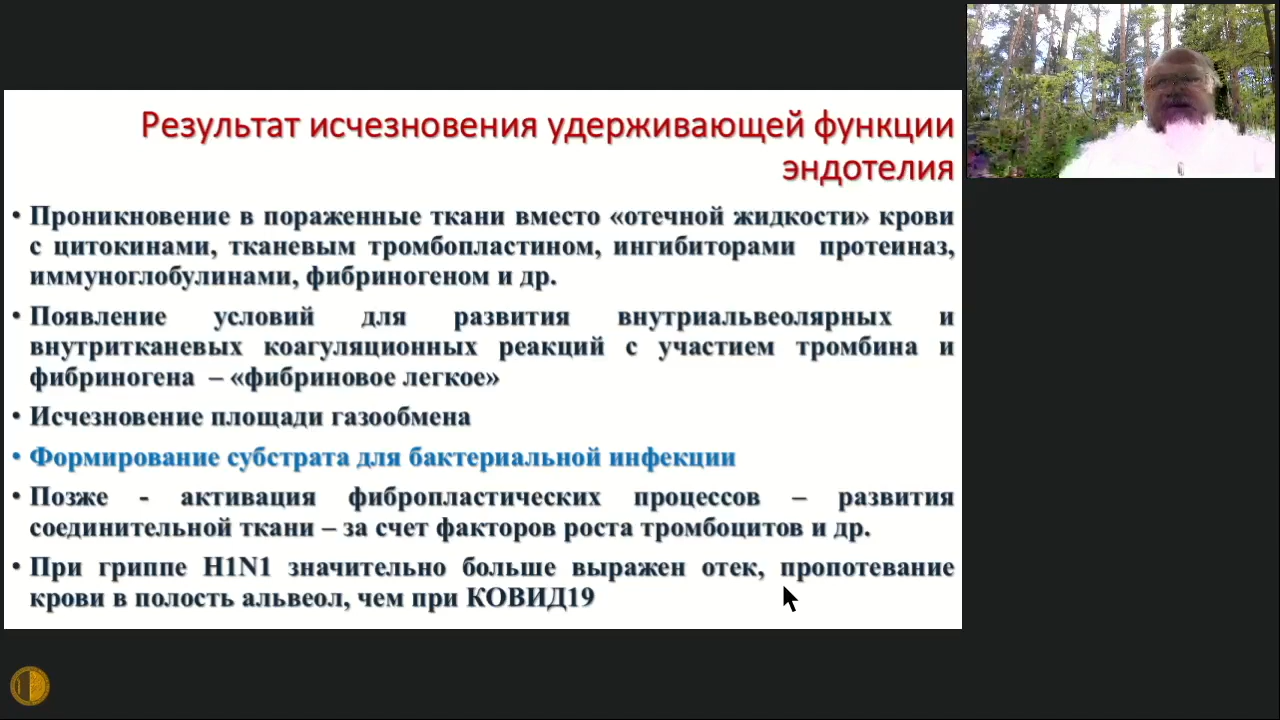 Результат исчезновения удерживающей функции
эндотелия
• Проникновение в пораженные ткани вместо «отечной жидкости» крови
с цитокинами, тканевым тромбопластином, ингибиторами протеиназ,
иммуноглобулинами, фибриногеном и др.
• Появление условий для развития внутриальвеолярных и
внутритканевых коагуляционных реакций с участием тромбина и
фибриногена – «фибриновое легкое»
• Исчезновение площади газообмена
• Формирование субстрата для бактериальной инфекции
• Позже - активация фибропластических процессов – развития
соединительной ткани – за счет факторов роста тромбоцитов и др.
• При гриппе H1N1 значительно больше выражен отек, пропотевание
крови в полость альвеол, чем при КОВИД19